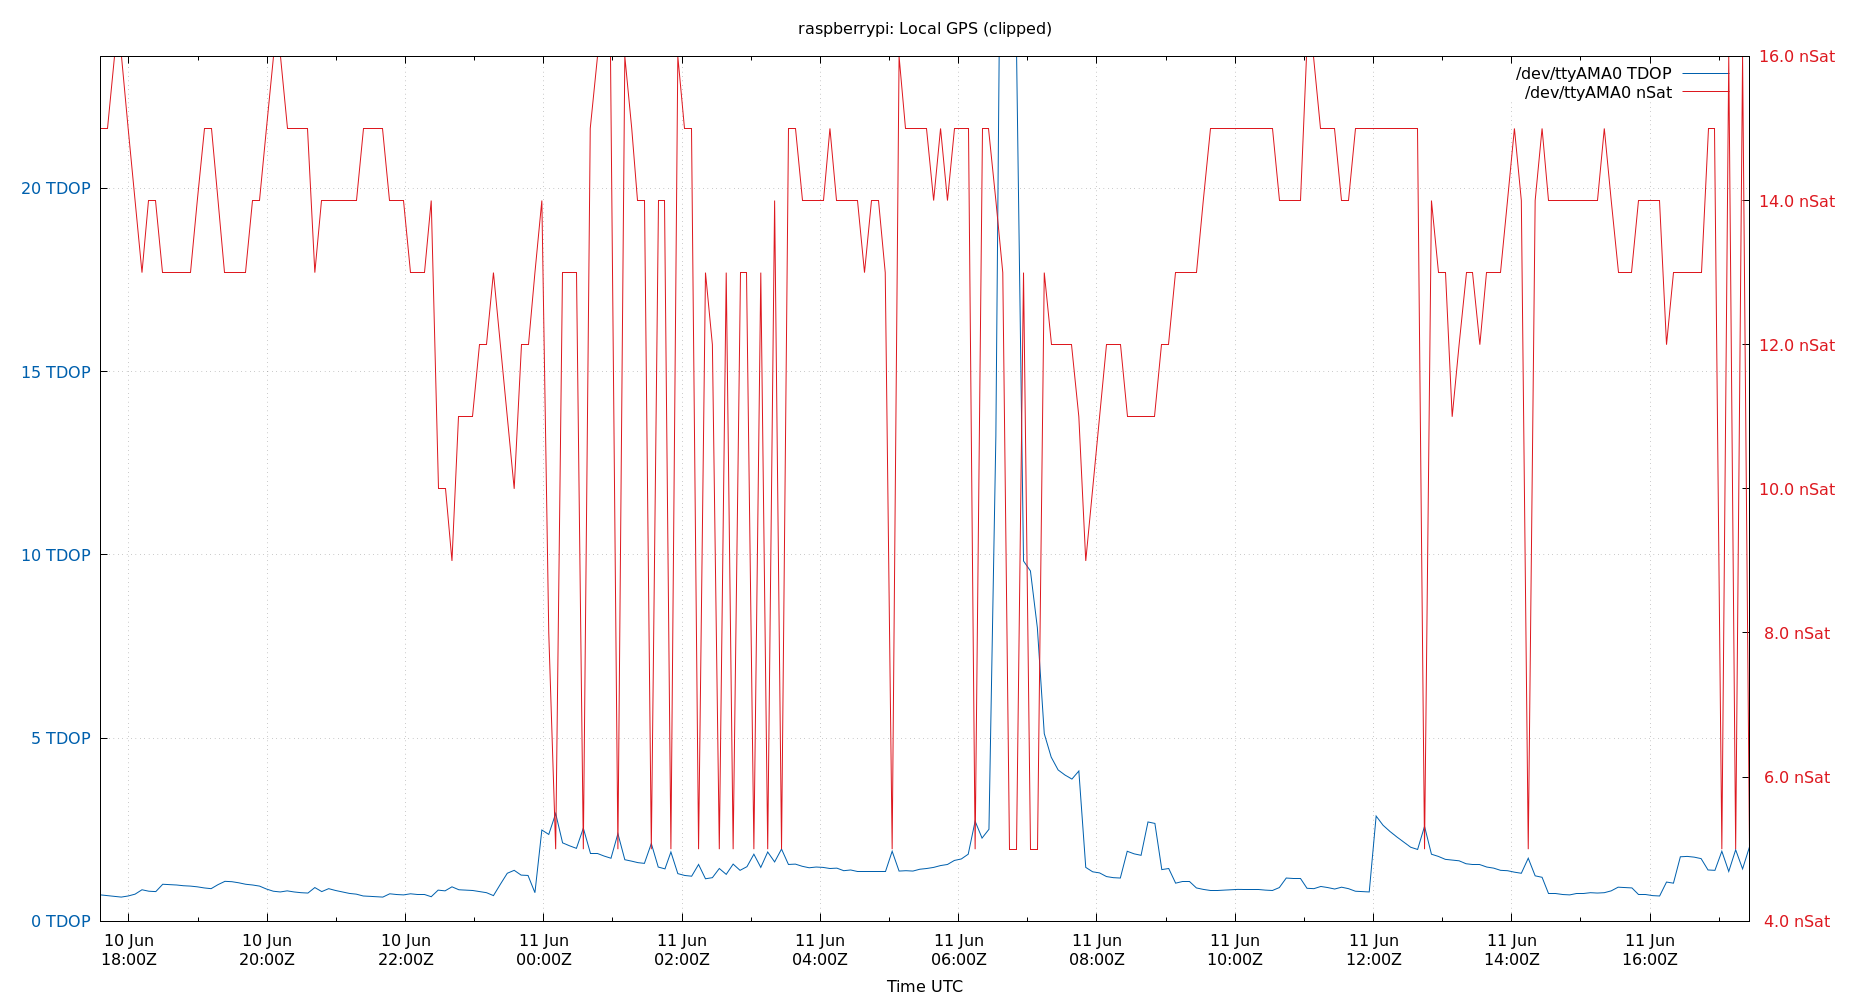 raspberrypi: Local GPS (clipped)
/dev/ttyAMA0 TDOP
/dev/ttyAMA0 nSat
20 TDOP
15 TDOP
10 TDOP
5 TDOP
0 TDOP
16.0 nSat
14.0 nSat
12.0 nSat
10.0 nSat
8.0 nSat
6.0 nSat
4.0 nSat
10 Jun
18:00Z
10 Jun
20:00Z
10 Jun
22:00Z
11 Jun
00:00Z
11 Jun
02:00Z
11 Jun
04:00Z
11 Jun
06:00Z
11 Jun
08:00Z
11 Jun
10:00Z
11 Jun
12:00Z
11 Jun
14:00Z
11 Jun
16:00Z
Time UTC